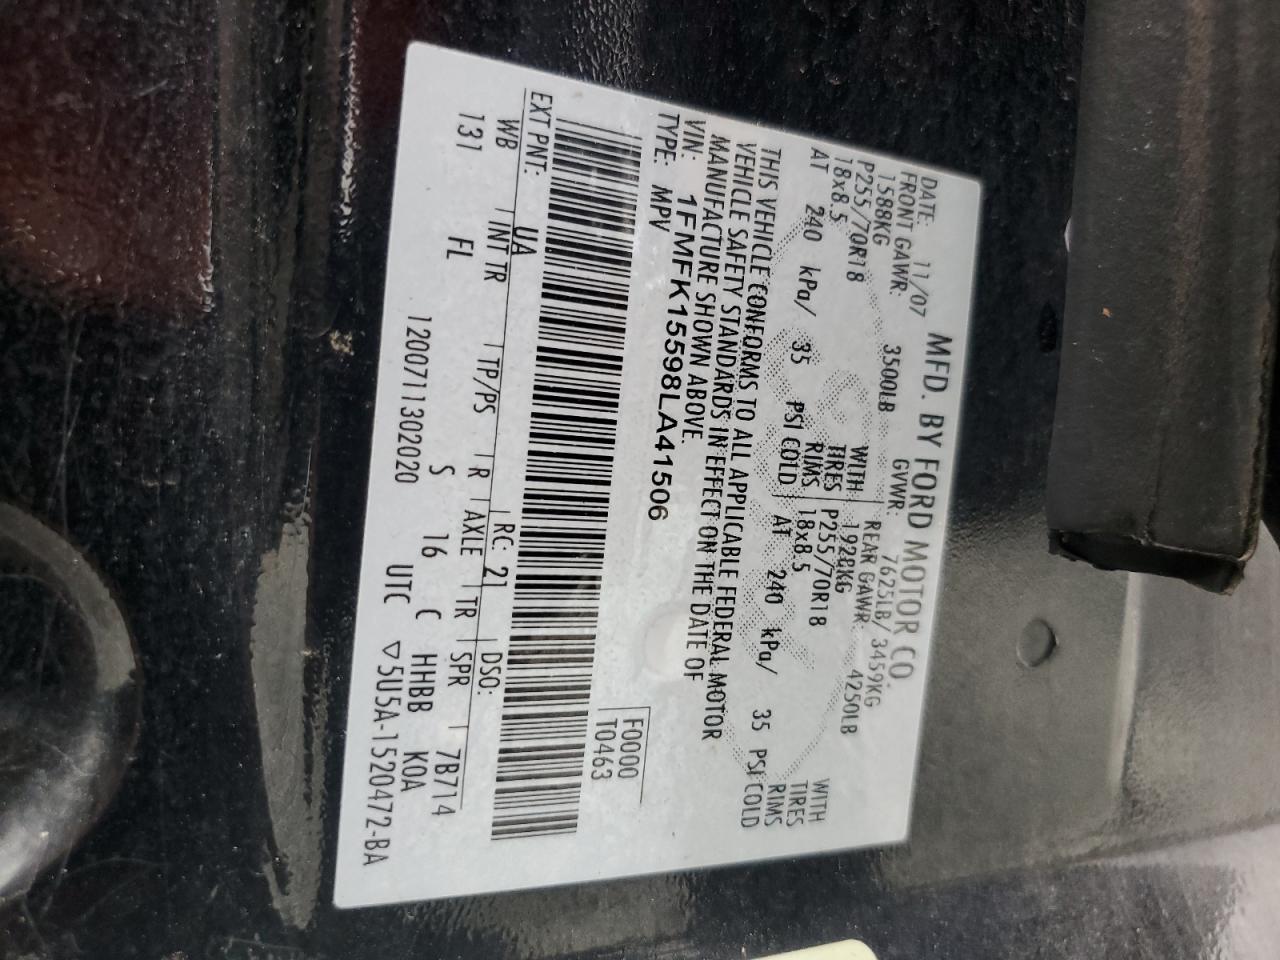 MFD. BY FORD MOTOR CO.
DATE: 11/07 GVWR: 7625LB/ 3459KG
FRONT GAWR: 3500LB REAR GAWR: 4250LB
1588KG WITH 1928KG WITH
P255/70R18 TIRES P255/70R18 TIRES
18x8.5 RIMS 18x8.5 RIMS
AT 240 kPa/ 35 PSI COLD AT 240 kPa/ 35 PSI COLD
THIS VEHICLE CONFORMS TO ALL APPLICABLE FEDERAL MOTOR
VEHICLE SAFETY STANDARDS IN EFFECT ON THE DATE OF
MANUFACTURE SHOWN ABOVE.
VIN: 1FMFK15598LA41506
TYPE: MPV
F0000
T0463
EXT PNT: UA RC: 21 DSO:
WB INT TR TP/PS R AXLE TR SPR 7B714
131 FL S 16 C HHBB K0A
120071130202​0 UTC ▽5U5A-1520472-BA